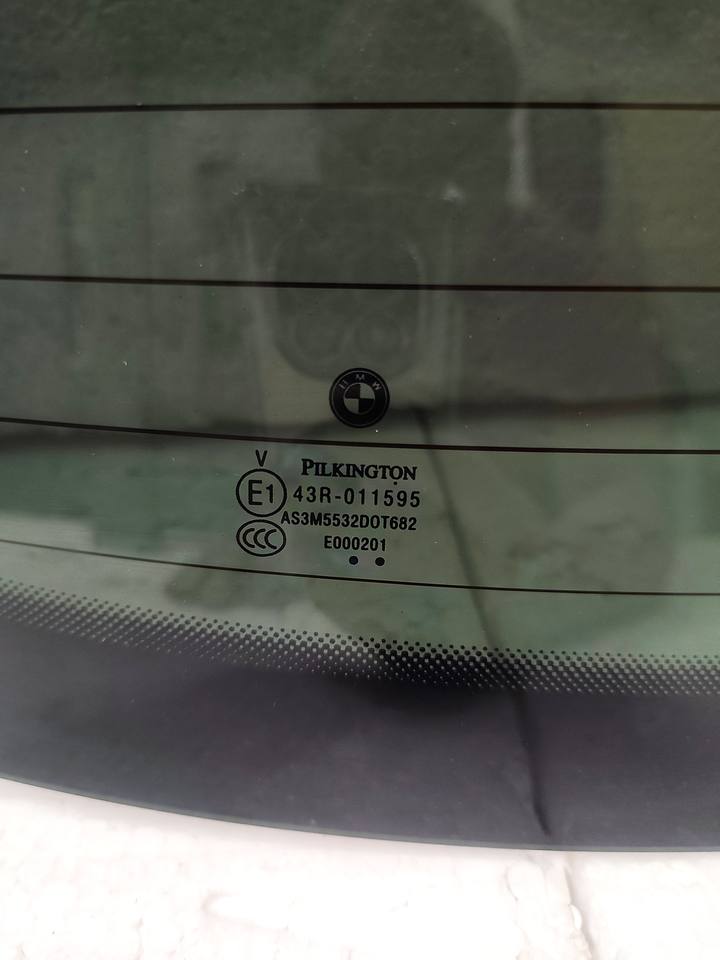 BMW
PILKINGTON
V
E1 43R-011595
AS3M5532DOT682
CCC E000201